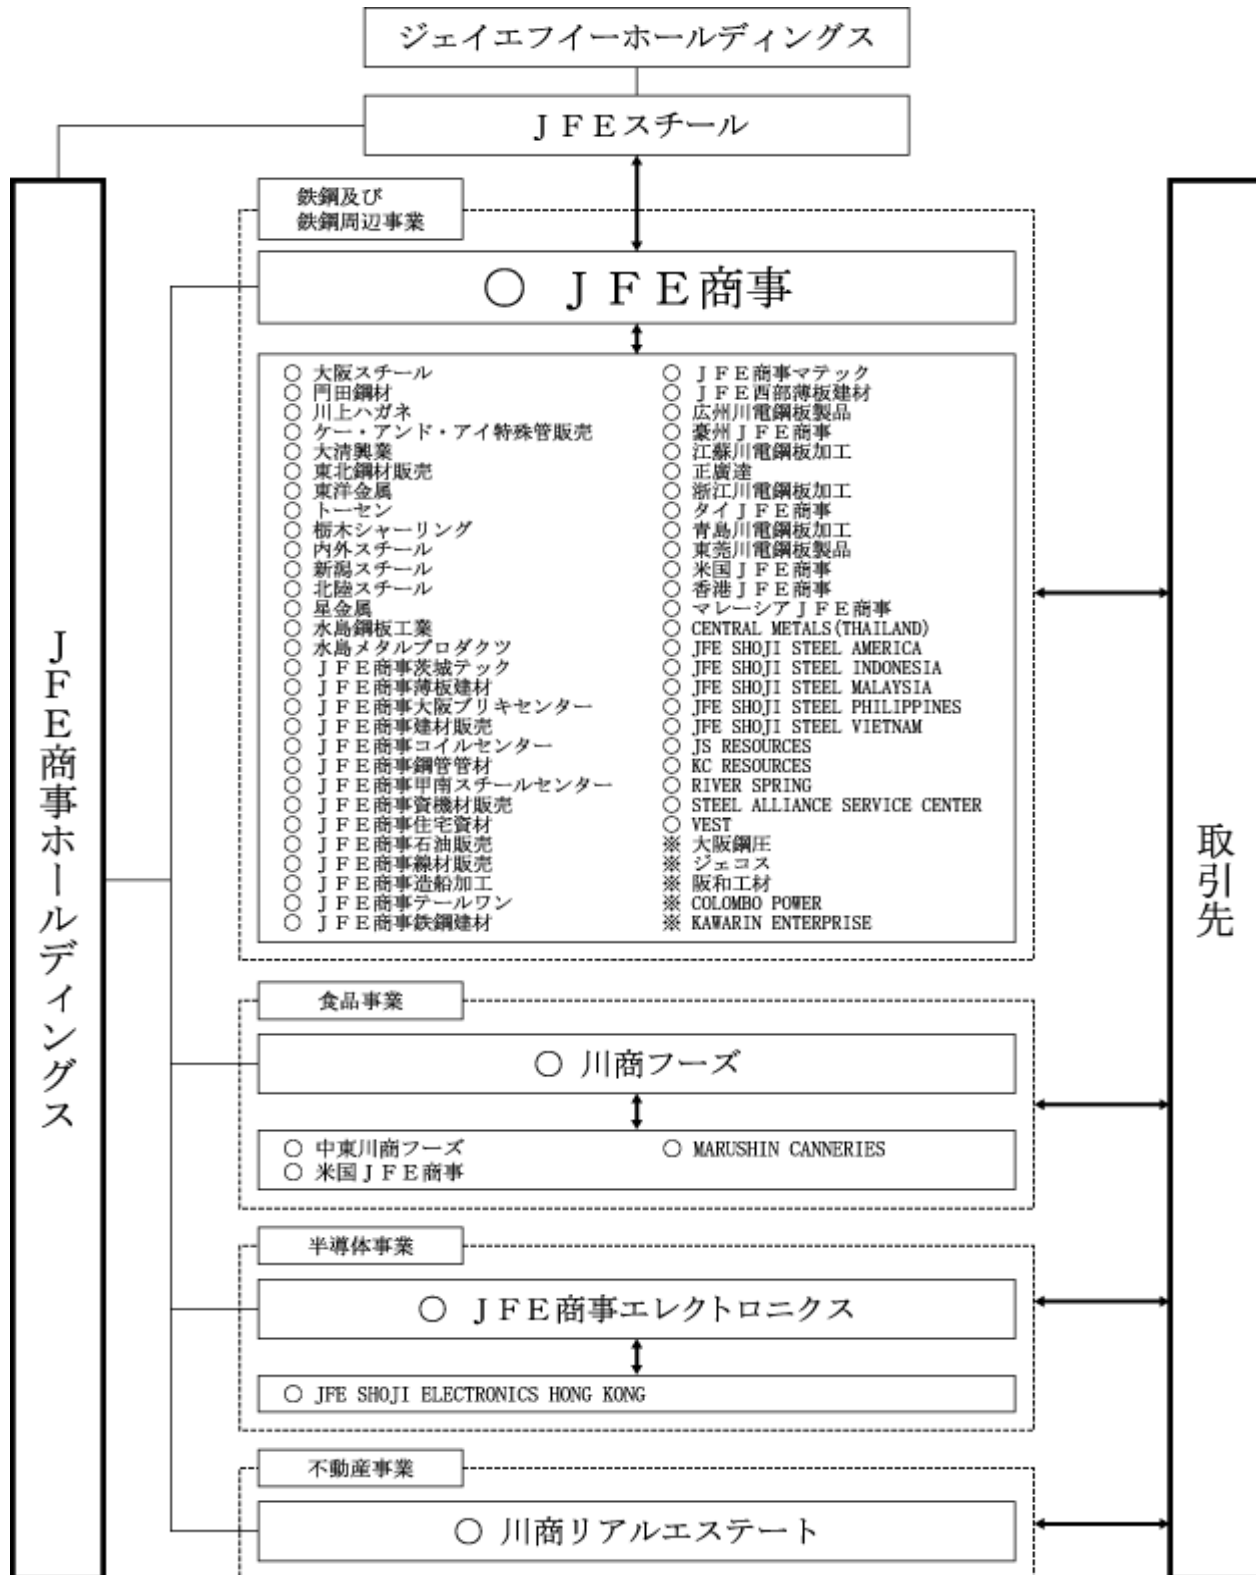 ジェイエフイーホールディングス
ＪＦＥスチール
ＪＦＥ商事ホールディングス
鉄鋼及び
鉄鋼周辺事業
○ ＪＦＥ商事
○ 大阪スチール
○ 門田鋼材
○ 川上ハガネ
○ ケー・アンド・アイ特殊管販売
○ 大清興業
○ 東北鋼材販売
○ 東洋金属
○ トーセン
○ 栃木シャーリング
○ 内外スチール
○ 新潟スチール
○ 北陸スチール
○ 星金属
○ 水島鋼板工業
○ 水島メタルプロダクツ
○ ＪＦＥ商事茨城テック
○ ＪＦＥ商事薄板建材
○ ＪＦＥ商事大阪ブリキセンター
○ ＪＦＥ商事建材販売
○ ＪＦＥ商事コイルセンター
○ ＪＦＥ商事鋼管管材
○ ＪＦＥ商事甲南スチールセンター
○ ＪＦＥ商事資機材販売
○ ＪＦＥ商事住宅資材
○ ＪＦＥ商事石油販売
○ ＪＦＥ商事線材販売
○ ＪＦＥ商事造船加工
○ ＪＦＥ商事テールワン
○ ＪＦＥ商事鉄鋼建材
○ ＪＦＥ商事マテック
○ ＪＦＥ西部薄板建材
○ 広州川電鋼板製品
○ 豪州ＪＦＥ商事
○ 江蘇川電鋼板加工
○ 正廣達
○ 浙江川電鋼板加工
○ タイＪＦＥ商事
○ 青島川電鋼板加工
○ 東莞川電鋼板製品
○ 米国ＪＦＥ商事
○ 香港ＪＦＥ商事
○ マレーシアＪＦＥ商事
○ CENTRAL METALS(THAILAND)
○ JFE SHOJI STEEL AMERICA
○ JFE SHOJI STEEL INDONESIA
○ JFE SHOJI STEEL MALAYSIA
○ JFE SHOJI STEEL PHILIPPINES
○ JFE SHOJI STEEL VIETNAM
○ JS RESOURCES
○ KC RESOURCES
○ RIVER SPRING
○ STEEL ALLIANCE SERVICE CENTER
○ VEST
※ 大阪鋼圧
※ ジェコス
※ 阪和工材
※ COLOMBO POWER
※ KAWARIN ENTERPRISE
食品事業
○ 川商フーズ
○ 中東川商フーズ
○ 米国ＪＦＥ商事
○ MARUSHIN CANNERIES
半導体事業
○ ＪＦＥ商事エレクトロニクス
○ JFE SHOJI ELECTRONICS HONG KONG
不動産事業
○ 川商リアルエステート
取引先